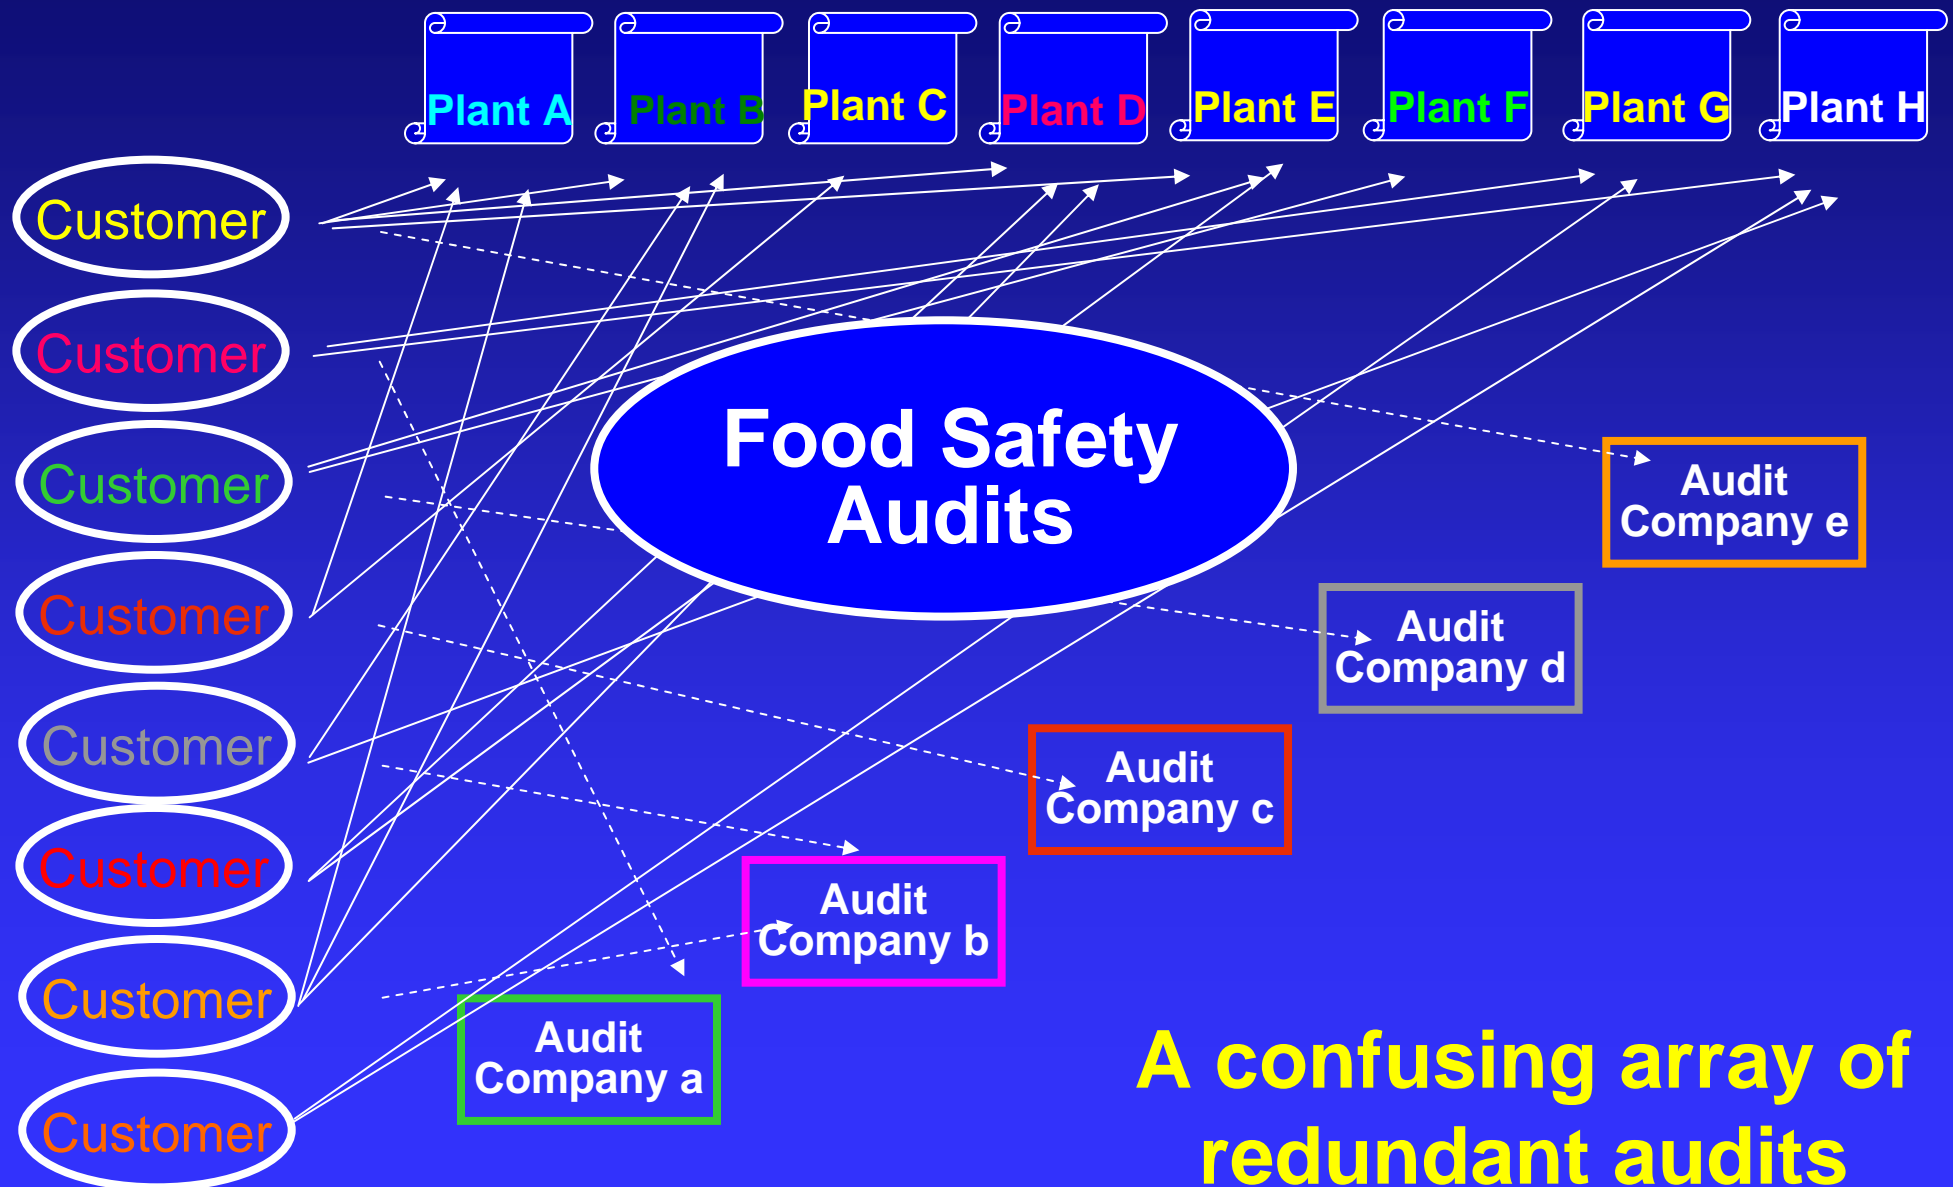 Plant A
Plant B
Plant C
Plant D
Plant E
Plant F
Plant G
Plant H
Customer
Customer
Customer
Customer
Customer
Customer
Customer
Customer
Food Safety
Audits
Audit
Company e
Audit
Company d
Audit
Company c
Audit
Company b
Audit
Company a
A confusing array of
redundant audits